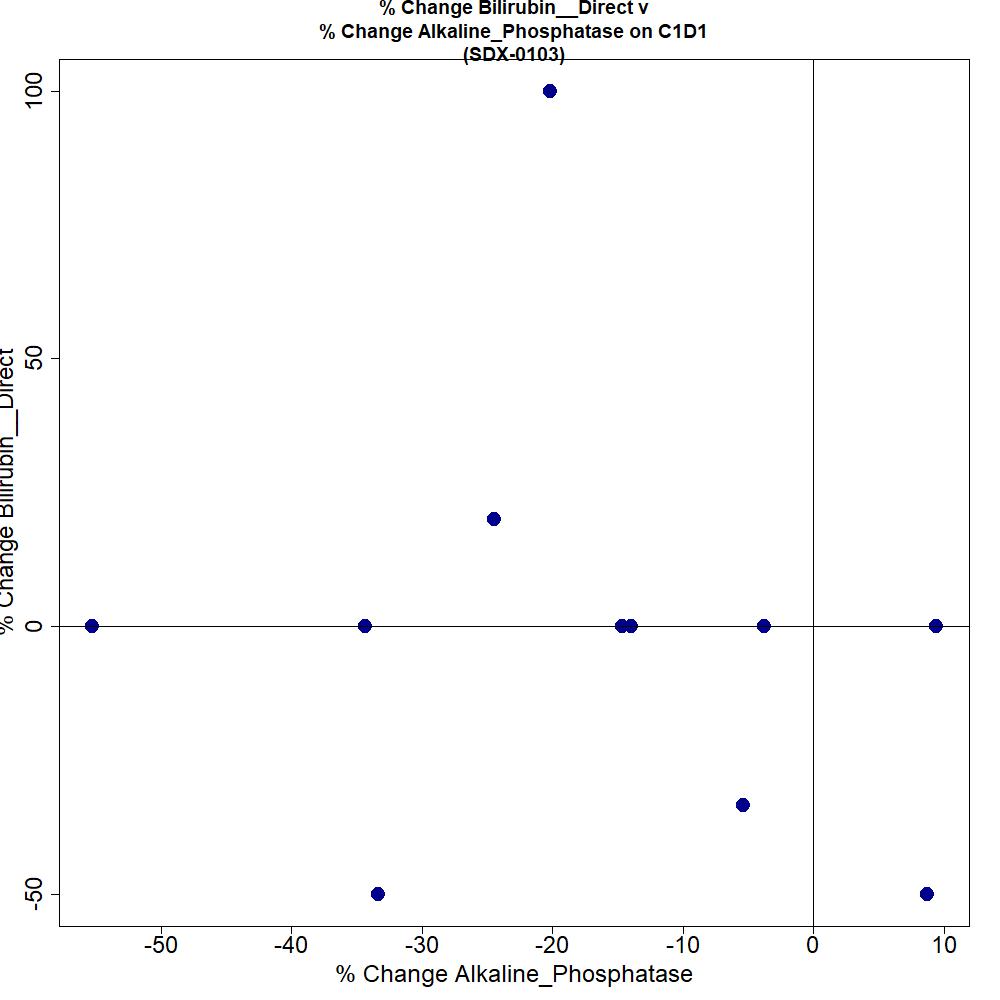 % Change Bilirubin__Direct v
% Change Alkaline_Phosphatase on C1D1
(SDX-0103)
% Change Bilirubin__Direct
100
50
0
-50
-50 -40 -30 -20 -10 0 10
% Change Alkaline_Phosphatase